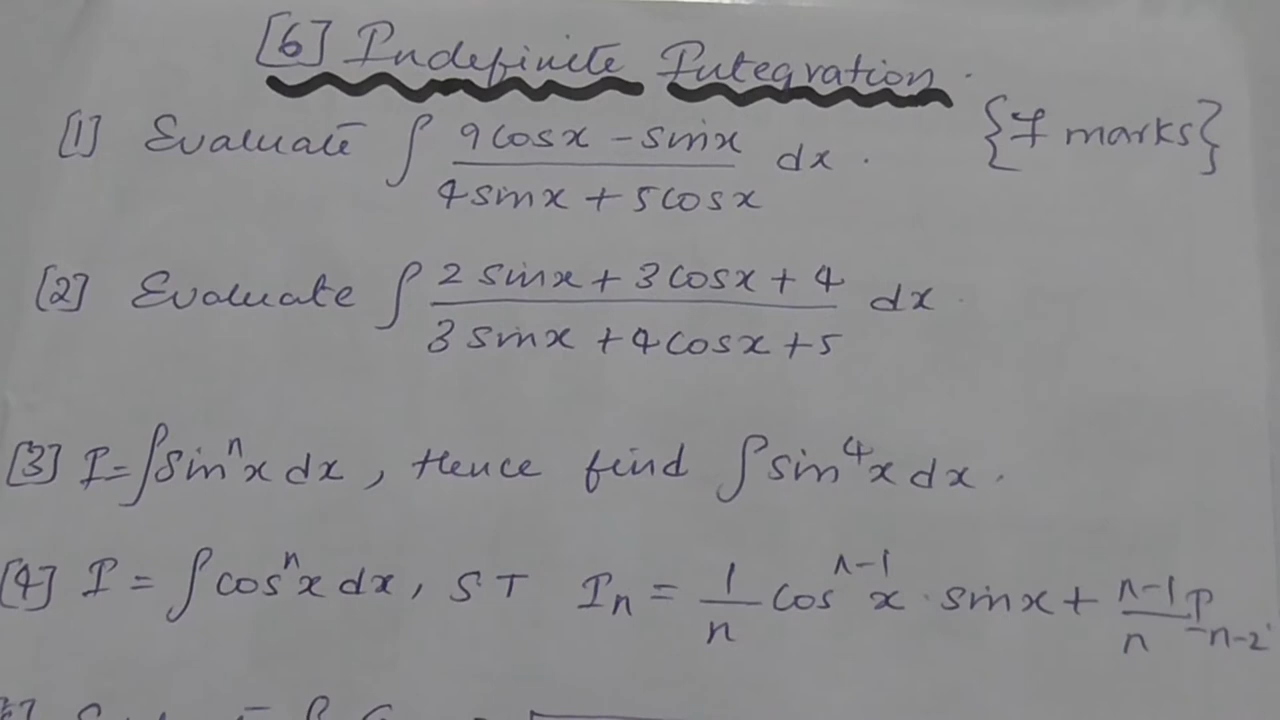 [6] Indefinite Integration.
{7 marks}
[1] Evaluate ∫ (9cosx - sinx)/(4sinx + 5cosx) dx.
[2] Evaluate ∫ (2sinx + 3cosx + 4)/(3sinx + 4cosx + 5) dx
[3] I = ∫sinⁿx dx, Hence find ∫sin⁴x dx.
[4] I = ∫cosⁿx dx, ST Iₙ = 1/n cosⁿ⁻¹x · sinx + (n-1)/n Iₙ₋₂